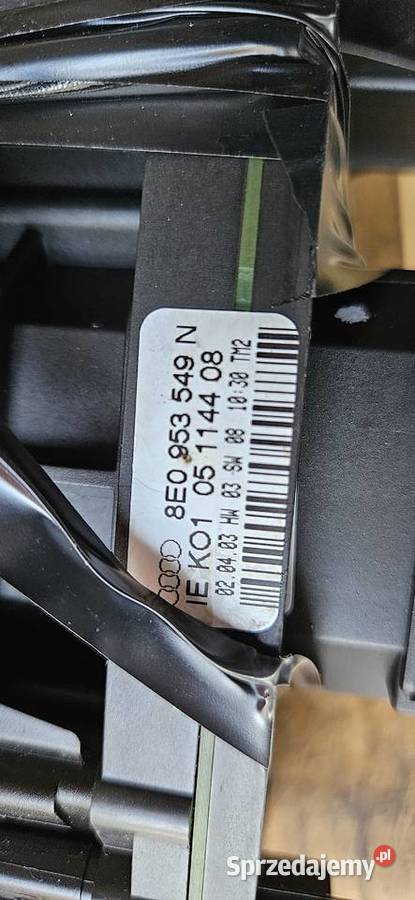 8E0 953 549 N
IE KO1 05 1144 08
02.04.03 HW 03 SW 08 10:30 TM2
Sprzedajemy.pl